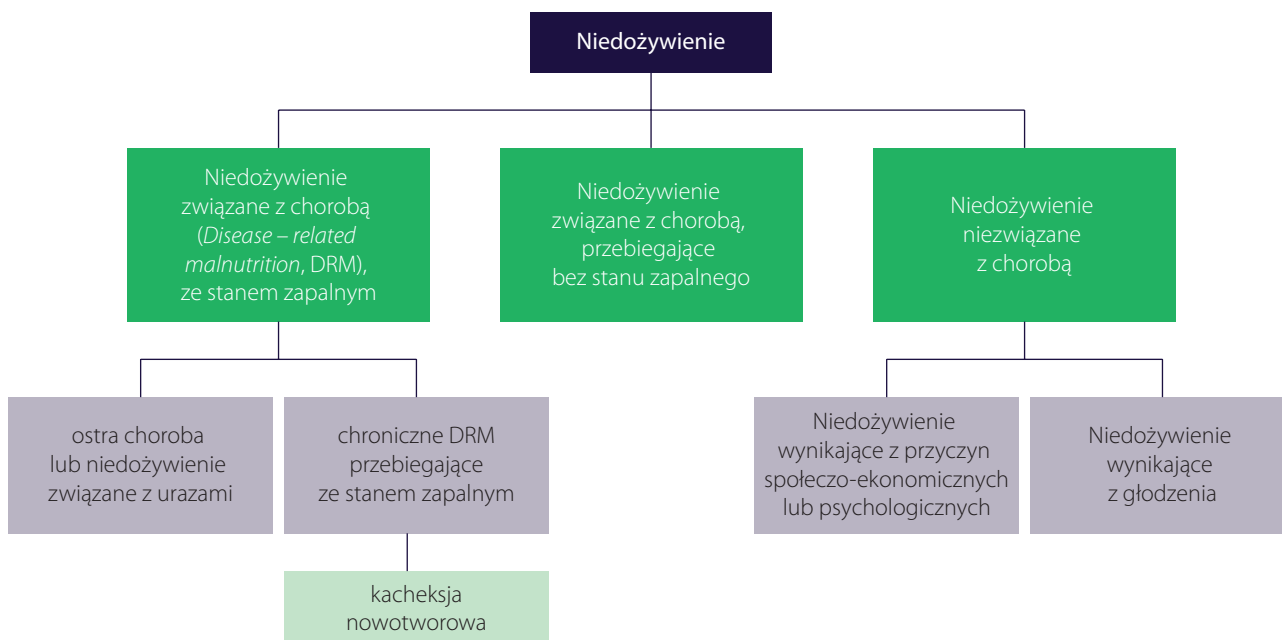 Niedożywienie
Niedożywienie
związane z chorobą
(Disease – related
malnutrition, DRM),
ze stanem zapalnym
Niedożywienie
związane z chorobą,
przebiegające
bez stanu zapalnego
Niedożywienie
niezwiązane
z chorobą
ostra choroba
lub niedożywienie
związane z urazami
chroniczne DRM
przebiegające
ze stanem zapalnym
Niedożywienie
wynikające z przyczyn
społeczo-ekonomicznych
lub psychologicznych
Niedożywienie
wynikające
z głodzenia
kacheksja
nowotworowa